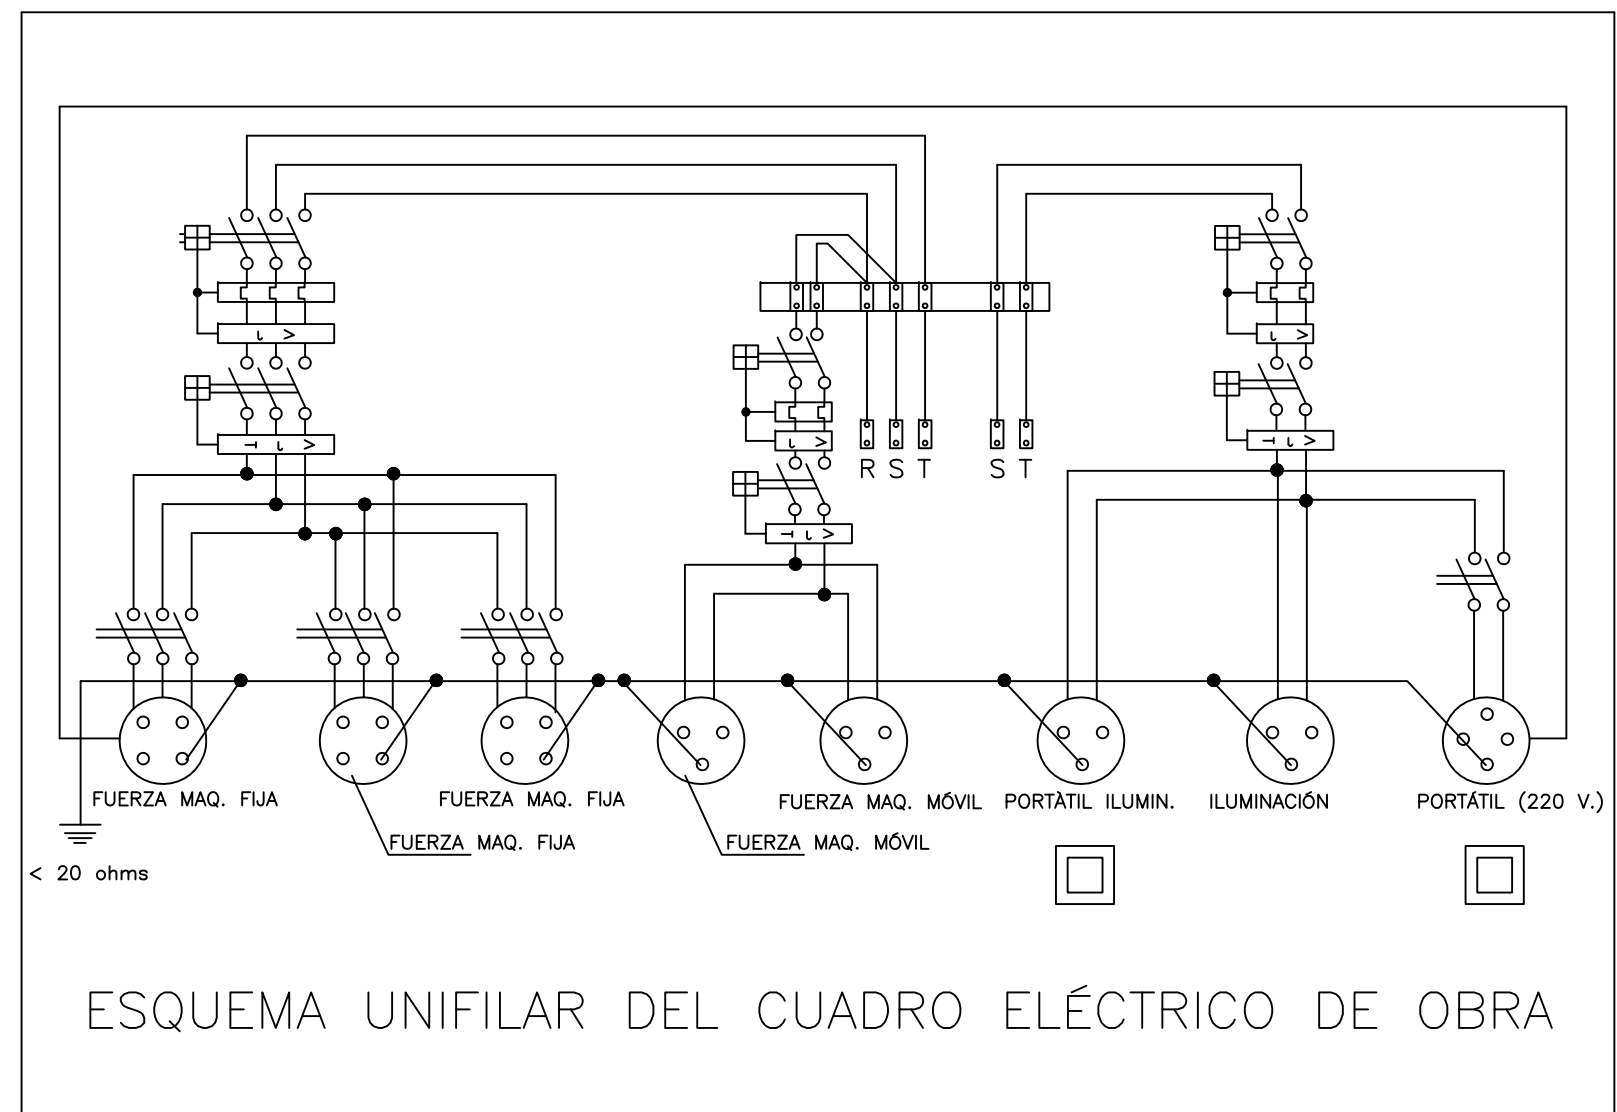 R S T S T
FUERZA MAQ. FIJA
FUERZA MAQ. FIJA
FUERZA MAQ. MÓVIL
PORTÀTIL ILUMIN.
ILUMINACIÓN
PORTÁTIL (220 V.)
FUERZA MAQ. FIJA
FUERZA MAQ. MÓVIL
< 20 ohms
ESQUEMA UNIFILAR DEL CUADRO ELÉCTRICO DE OBRA